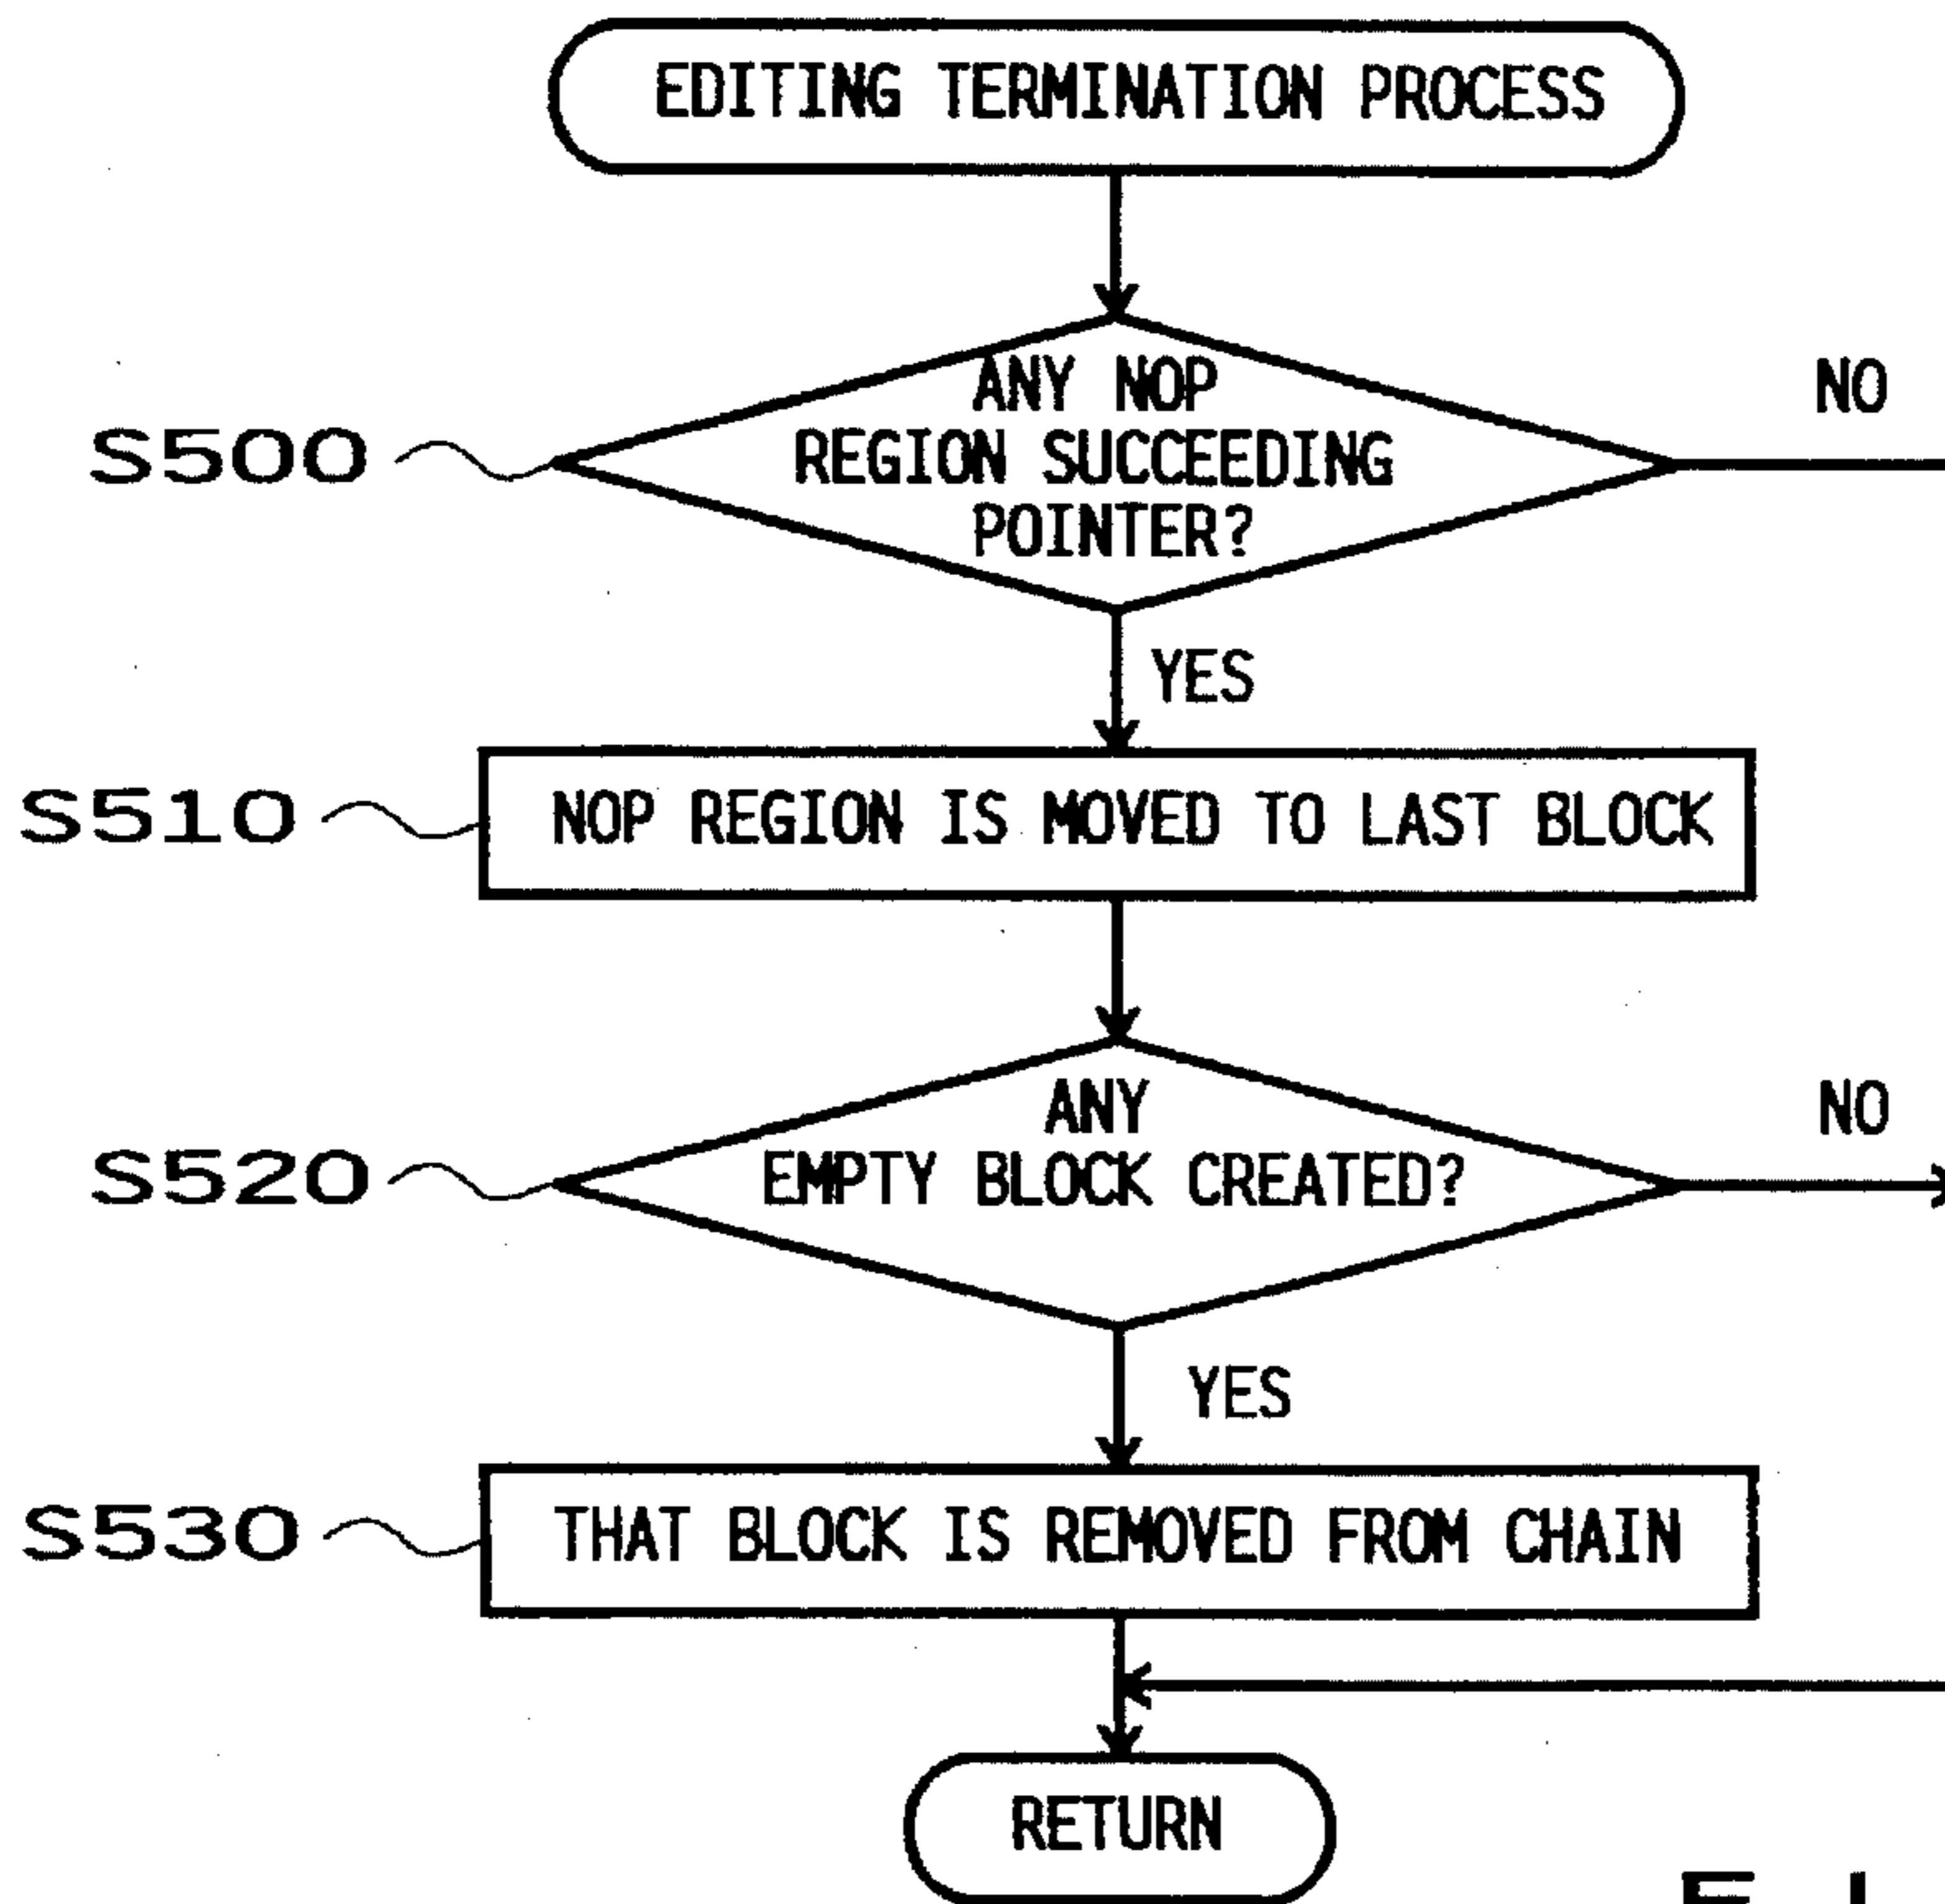 EDITING TERMINATION PROCESS
ANY NOP
REGION SUCCEEDING
POINTER?
NO
S500
YES
S510
NOP REGION IS MOVED TO LAST BLOCK
ANY
EMPTY BLOCK CREATED?
NO
S520
YES
S530
THAT BLOCK IS REMOVED FROM CHAIN
RETURN